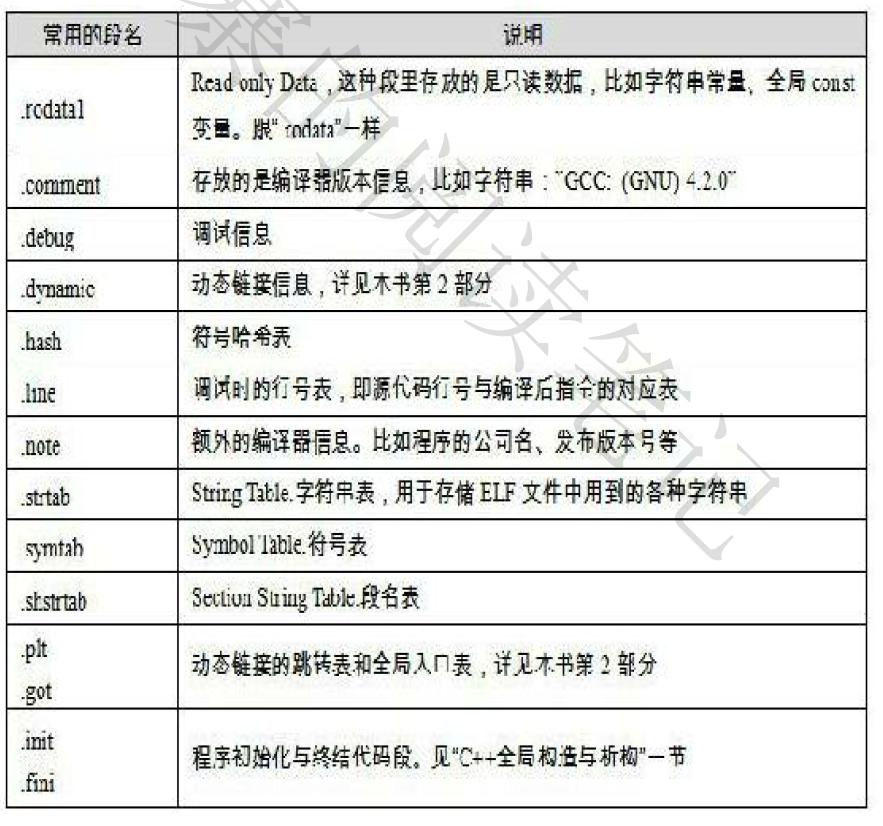 常用的段名 说明
.rodata1 Read only Data，这种段里存放的是只读数据，比如字符串常量、全局 const
变量。跟".rodata"一样
.comment 存放的是编译器版本信息，比如字符串："GCC: (GNU) 4.2.0"
.debug 调试信息
.dynamic 动态链接信息，详见本书第 2 部分
.hash 符号哈希表
.line 调试时的行号表，即源代码行号与编译后指令的对应表
.note 额外的编译器信息。比如程序的公司名、发布版本号等
.strtab String Table.字符串表，用于存储 ELF 文件中用到的各种字符串
.symtab Symbol Table.符号表
.shstrtab Section String Table.段名表
.plt
.got
动态链接的跳转表和全局入口表，详见本书第 2 部分
.init
.fini
程序初始化与终结代码段。见"C++全局构造与析构"一节
的阅读笔记